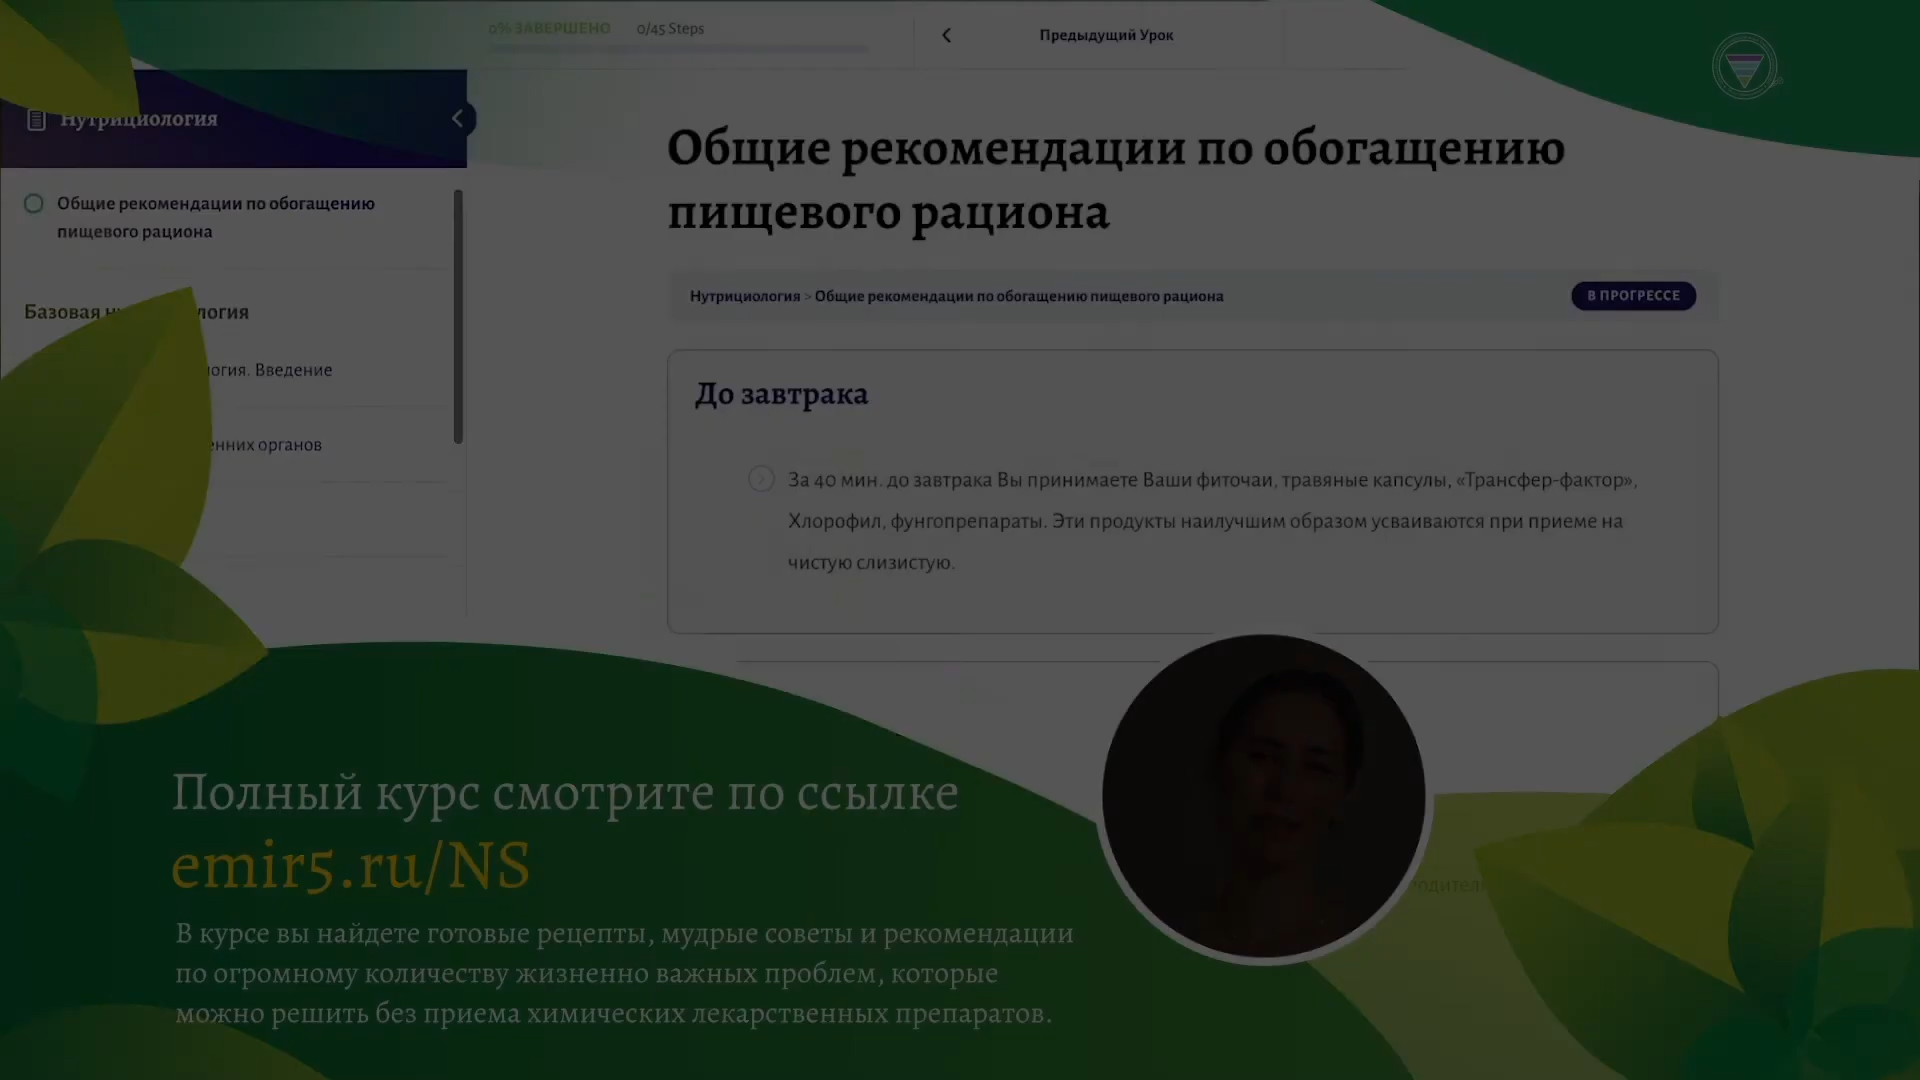 0% ЗАВЕРШЕНО
0/45 Steps
Предыдущий Урок
Нутрициология
Общие рекомендации по обогащению
пищевого рациона
Базовая
Введение
органов
Общие рекомендации по обогащению
пищевого рациона
Нутрициология > Общие рекомендации по обогащению пищевого рациона
В ПРОГРЕССЕ
До завтрака
За 40 мин. до завтрака Вы принимаете Ваши фиточаи, травяные капсулы, «Трансфер-фактор»,
Хлорофил, фунгопрепараты. Эти продукты наилучшим образом усваиваются при приеме на
чистую слизистую.
Полный курс смотрите по ссылке
emir5.ru/NS
В курсе вы найдете готовые рецепты, мудрые советы и рекомендации
по огромному количеству жизненно важных проблем, которые
можно решить без приема химических лекарственных препаратов.